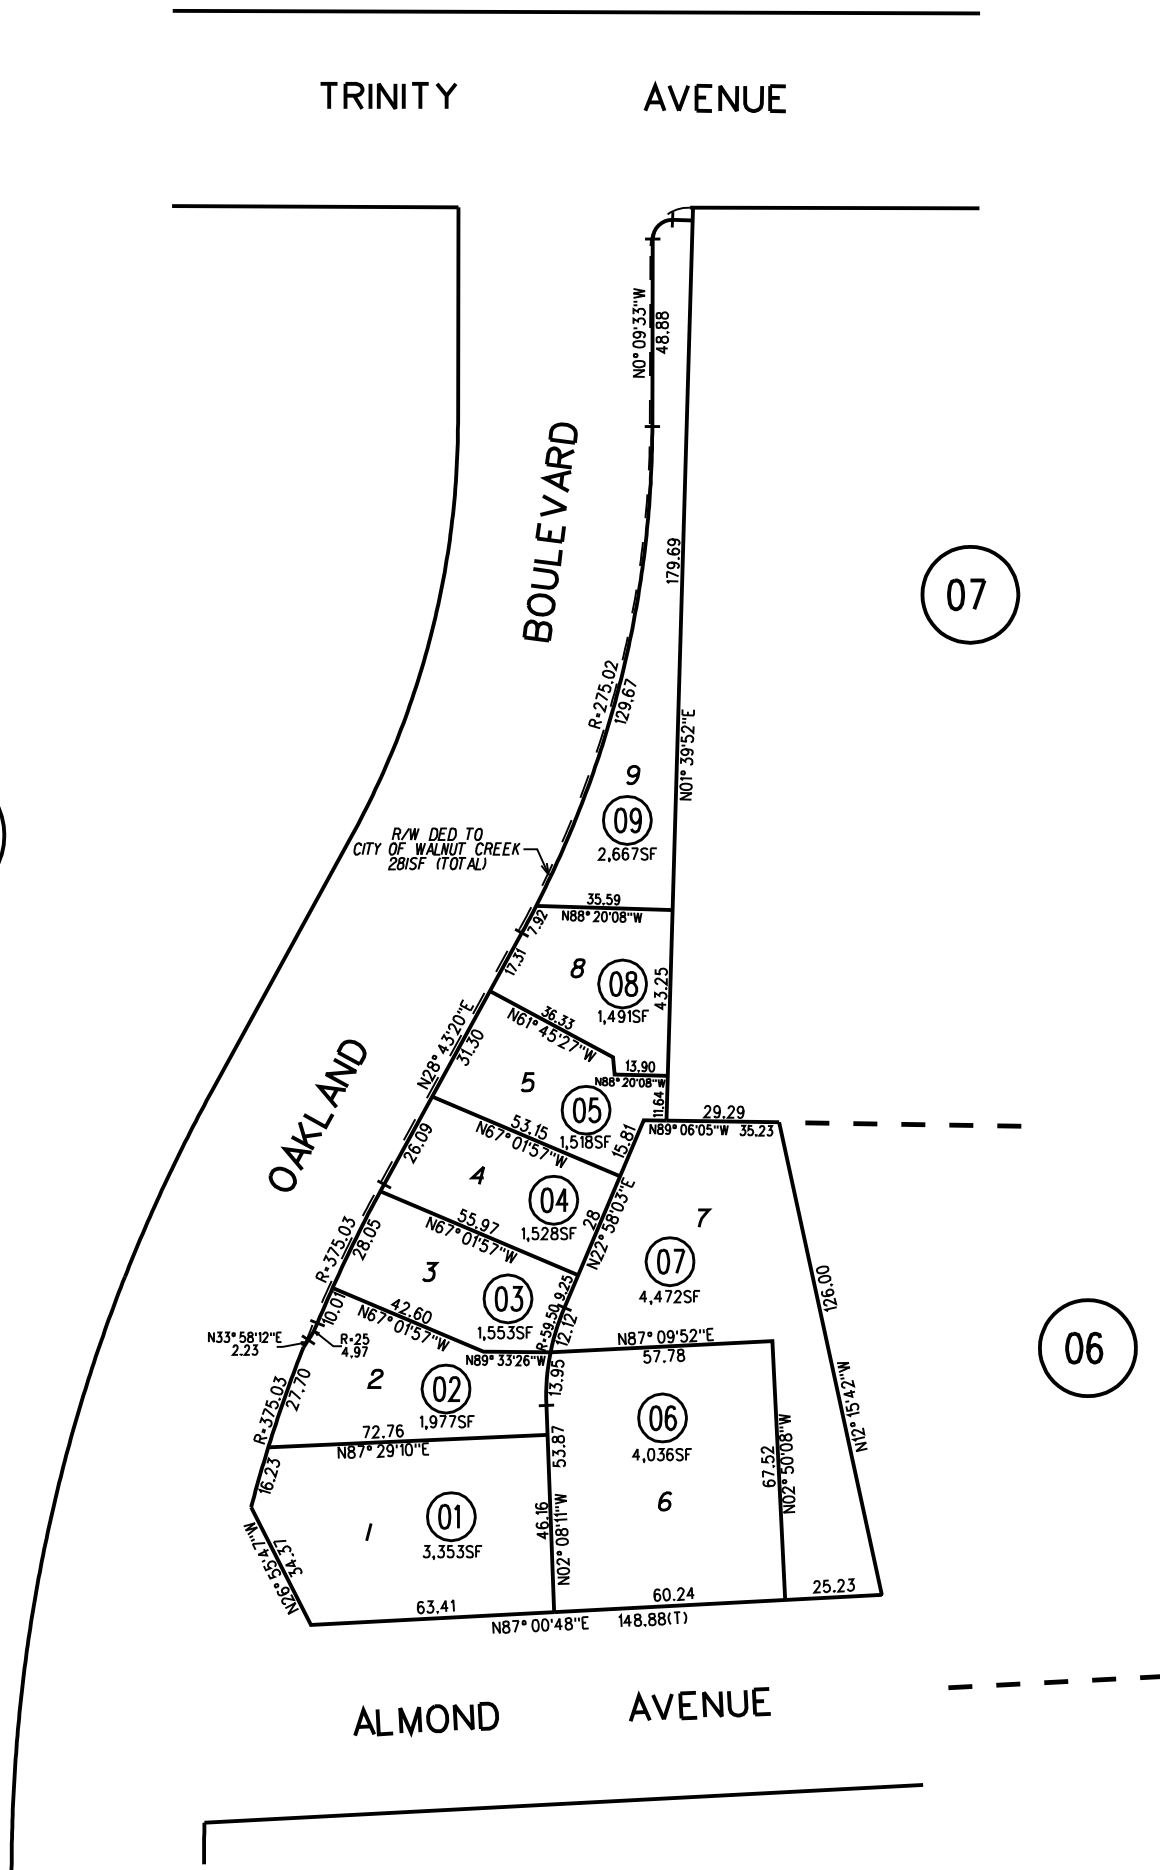 TRINITY AVENUE
N0° 09'33"W
48.88
BOULEVARD
179.69
07
R=275.02
129.67
N01° 39'52"E
9
09
2,667SF
R/W DED TO
CITY OF WALNUT CREEK
281SF (TOTAL)
35.59
N88° 20'08"W
7.92
17.31
8
08
1,491SF
43.25
36.33
N61° 45'27"W
13.90
N88° 20'08"W
N28° 43'20"E
31.30
5
05
1,518SF
11.64
29.29
N89° 06'05"W 35.23
OAKLAND
53.15
N67° 01'57"W
15.81
26.09
4
04
1,528SF
28
N22° 58'03"E
7
07
4,472SF
55.97
N67° 01'57"W
R=375.03
28.05
3
03
1,553SF
9.25
R=59.50
12.12
126.00
N12° 15'42"W
06
10.01
42.60
N67° 01'57"W
N33° 58'12"E
2.23
R=25
4.97
N89° 33'26"W
N87° 09'52"E
57.78
13.95
R=375.03
27.70
2
02
1,977SF
06
4,036SF
72.76
N87° 29'10"E
53.87
67.52
N02° 50'08"W
16.23
1
01
3,353SF
46.16
N02° 08'11"W
6
N26° 55'47"W
34.37
63.41
60.24
25.23
N87° 00'48"E
148.88(T)
ALMOND AVENUE